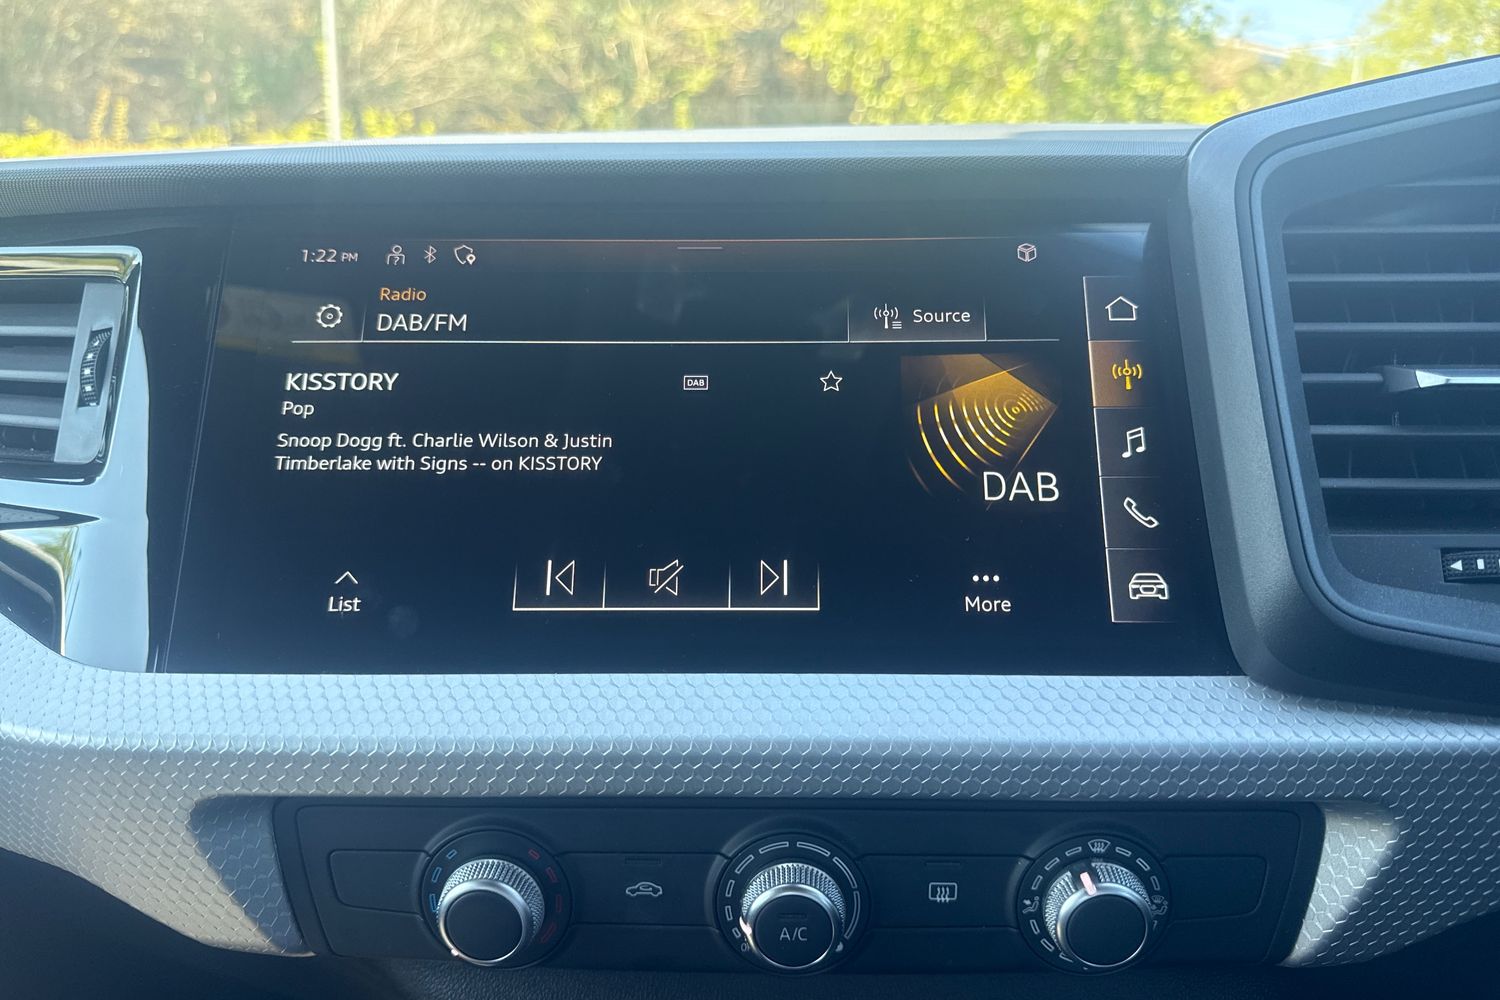 1:22 PM
Radio
DAB/FM
Source
KISSTORY
DAB
Pop
Snoop Dogg ft. Charlie Wilson & Justin
Timberlake with Signs -- on KISSTORY
DAB
List
More
A/C